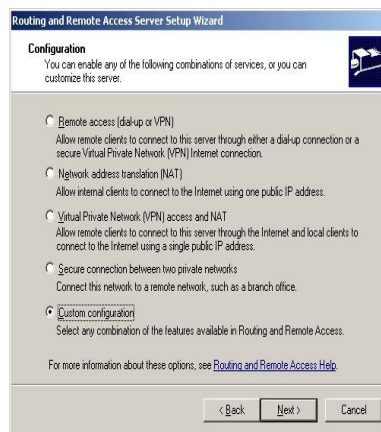 Routing and Remote Access Server Setup Wizard
Configuration
You can enable any of the following combinations of services, or you can
customize this server.
Remote access (dial-up or VPN)
Allow remote clients to connect to this server through either a dial-up connection or a
secure Virtual Private Network (VPN) Internet connection.
Network address translation (NAT)
Allow internal clients to connect to the Internet using one public IP address.
Virtual Private Network (VPN) access and NAT
Allow remote clients to connect to this server through the Internet and local clients to
connect to the Internet using a single public IP address.
Secure connection between two private networks
Connect this network to a remote network, such as a branch office.
Custom configuration
Select any combination of the features available in Routing and Remote Access.
For more information about these options, see Routing and Remote Access Help.
< Back Next > Cancel